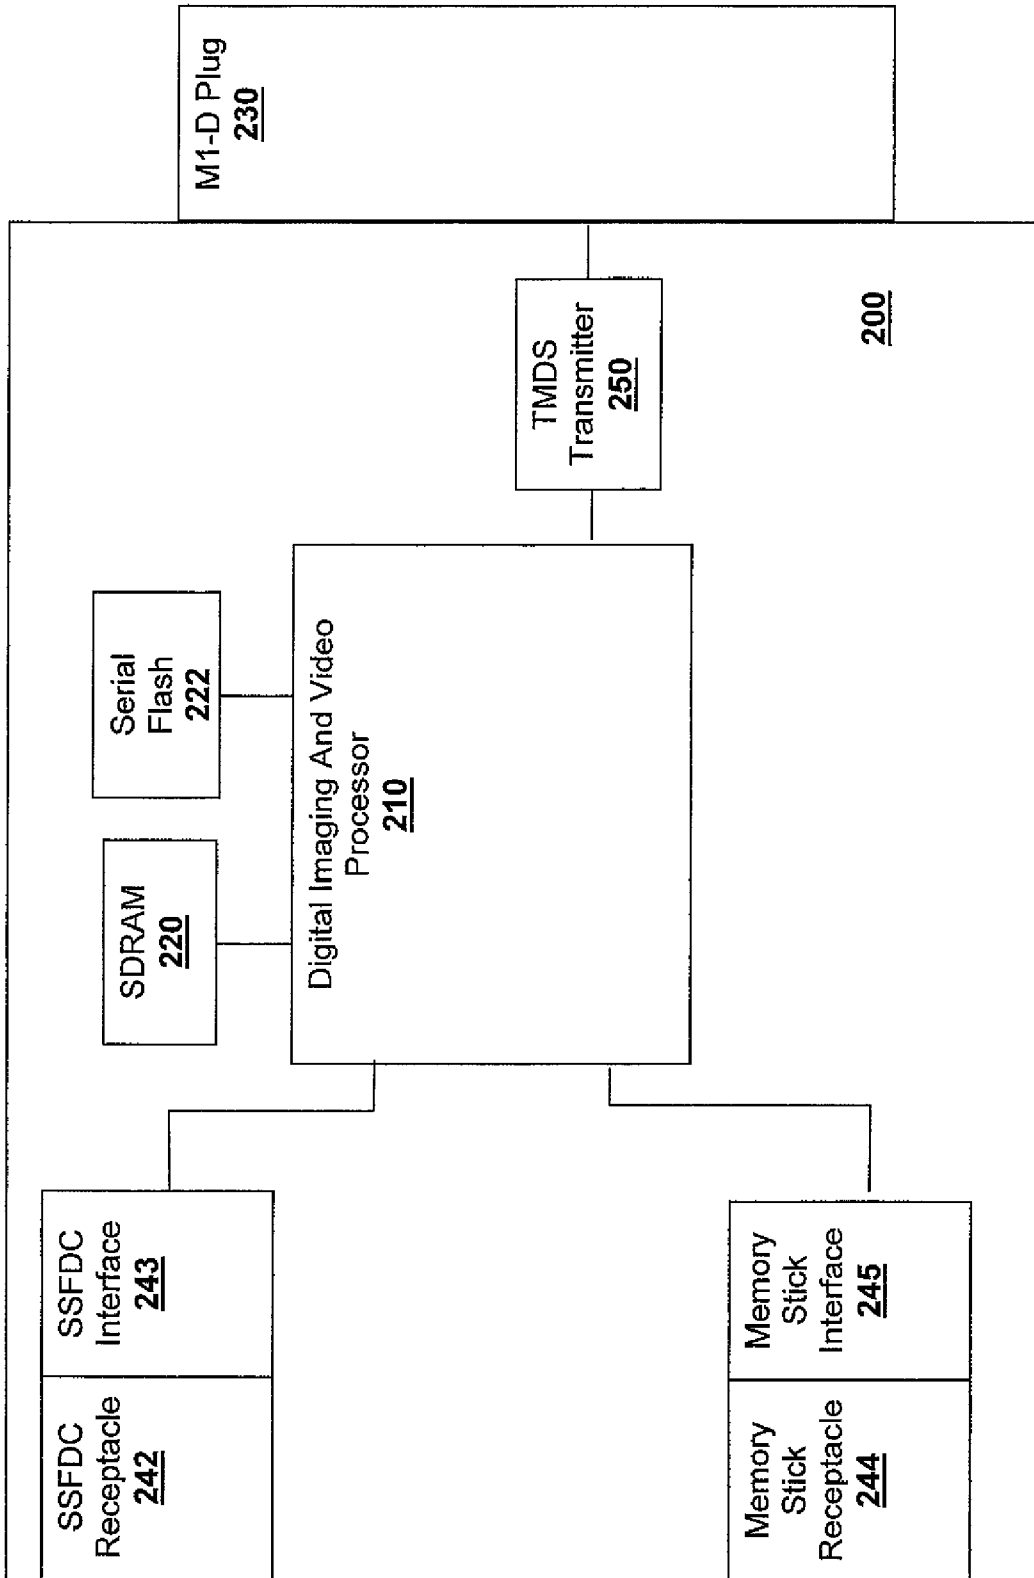 SSFDC
Receptacle
242
SSFDC
Interface
243
SDRAM
220
Serial
Flash
222
M1-D Plug
230
Digital Imaging And Video
Processor
210
TMDS
Transmitter
250
Memory
Stick
Receptacle
244
Memory
Stick
Interface
245
200